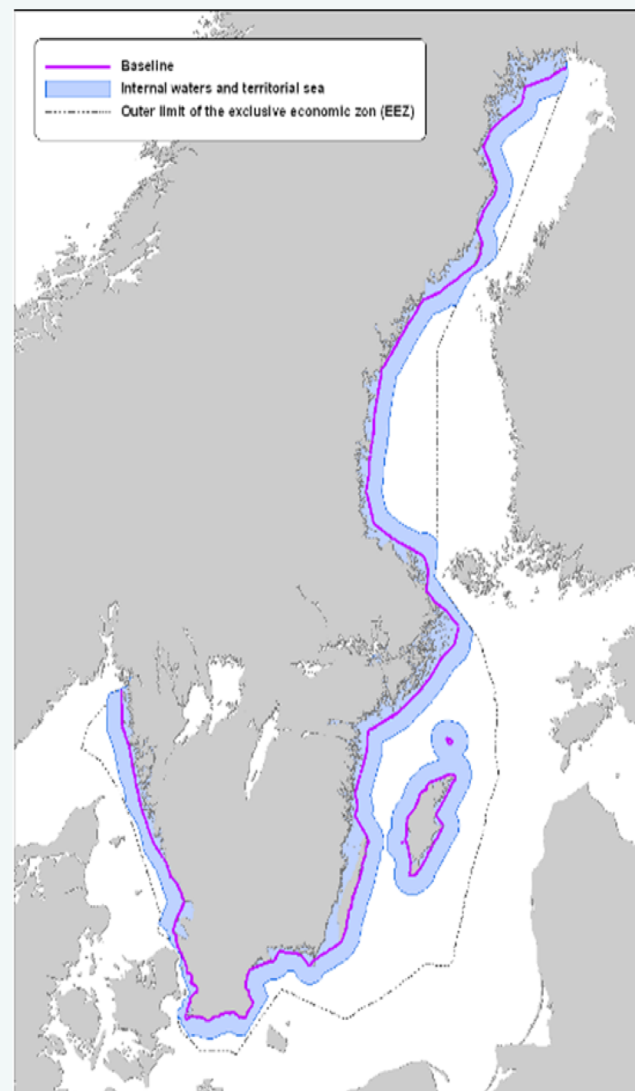 Baseline
Internal waters and territorial sea
Outer limit of the exclusive economic zon (EEZ)